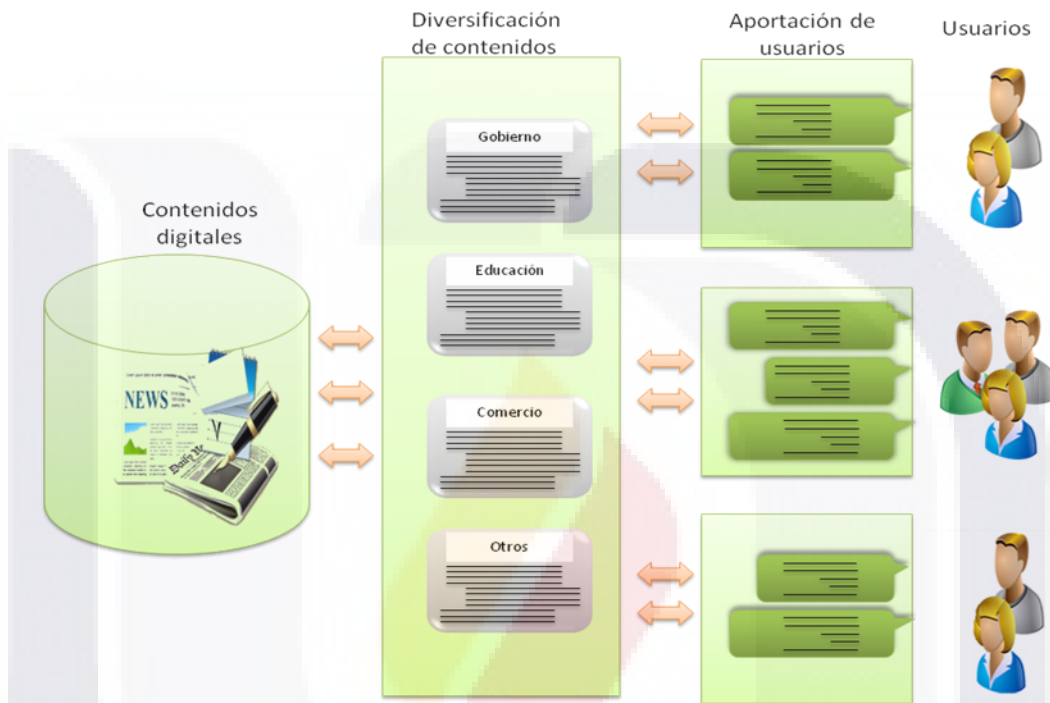 Diversificación
de contenidos
Aportación de
usuarios
Usuarios
Gobierno
Educación
Comercio
Otros
Contenidos
digitales
NEWS